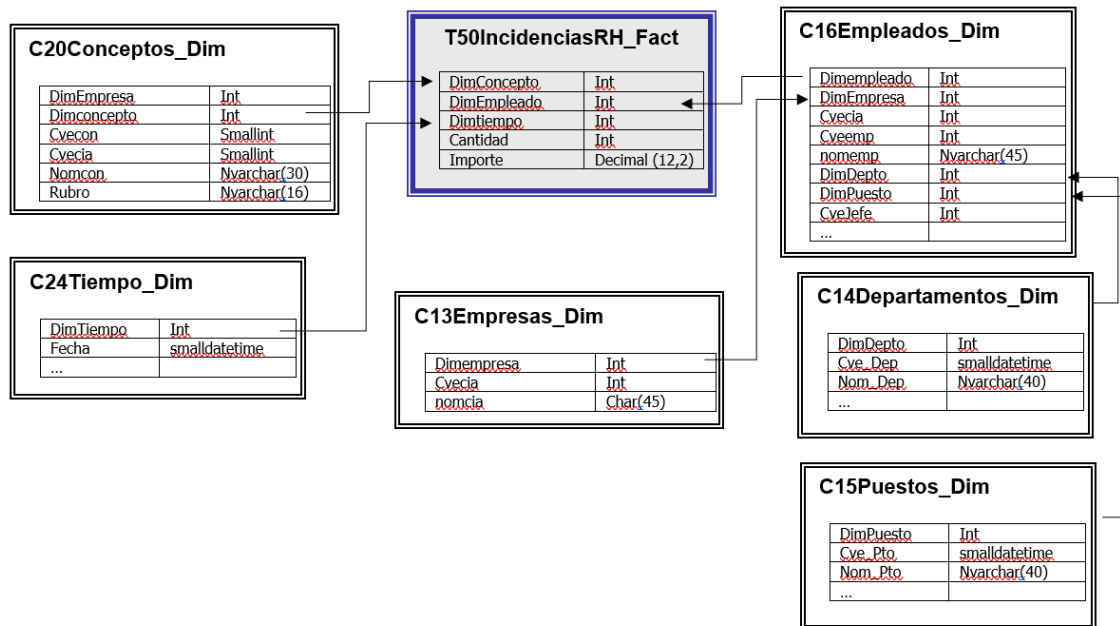 C20Conceptos_Dim
DimEmpresa Int
Dimconcepto Int
Cvecon Smallint
Cvecia Smallint
Nomcon Nvarchar(30)
Rubro Nvarchar(16)
T50IncidenciasRH_Fact
DimConcepto Int
DimEmpleado Int
Dimtiempo Int
Cantidad Int
Importe Decimal (12,2)
C16Empleados_Dim
Dimempleado Int
DimEmpresa Int
Cvecia Int
Cveemp Int
nomemp Nvarchar(45)
DimDepto Int
DimPuesto Int
CveJefe Int
...
C24Tiempo_Dim
DimTiempo Int
Fecha smalldatetime
...
C13Empresas_Dim
Dimempresa Int
Cvecia Int
nomcia Char(45)
C14Departamentos_Dim
DimDepto Int
Cve_Dep smalldatetime
Nom_Dep Nvarchar(40)
...
C15Puestos_Dim
DimPuesto Int
Cve_Pto smalldatetime
Nom_Pto Nvarchar(40)
...